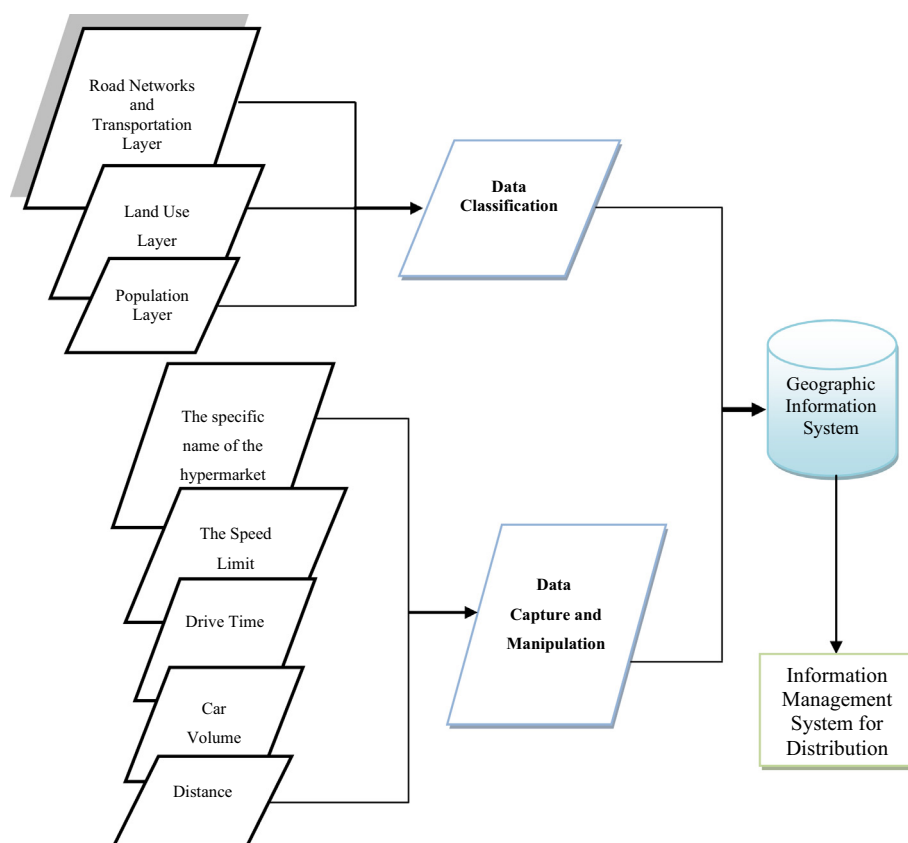 Road Networks
and
Transportation
Layer
Land Use
Layer
Population
Layer
Data
Classification
The specific
name of the
hypermarket
The Speed
Limit
Drive Time
Car
Volume
Distance
Data
Capture and
Manipulation
Geographic
Information
System
Information
Management
System for
Distribution